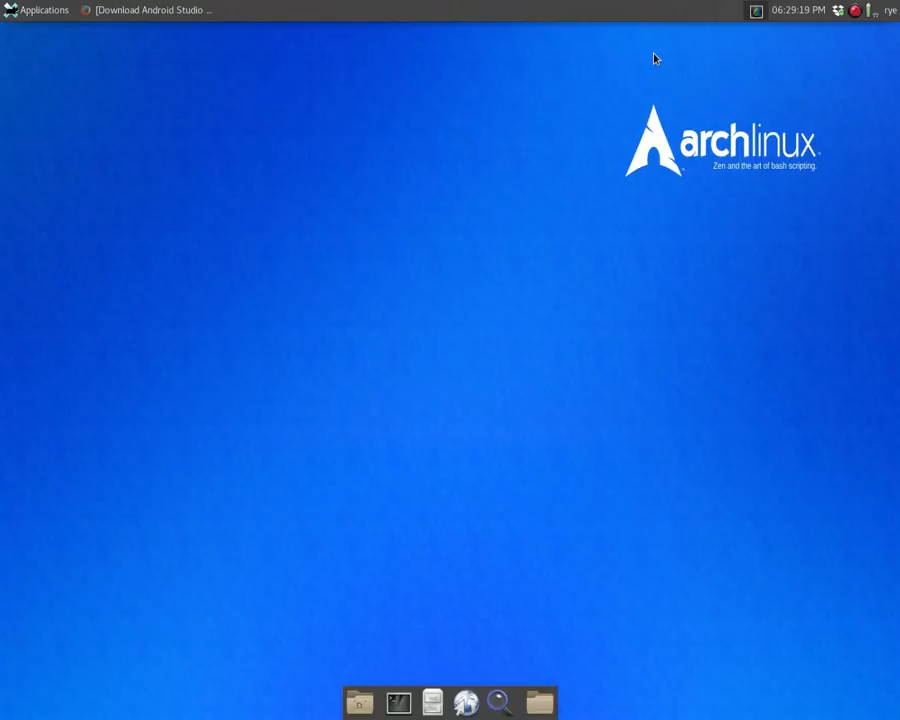 Applications
[Download Android Studio ...
06:29:19 PM
rye
archlinux
Zen and the art of bash scripting.